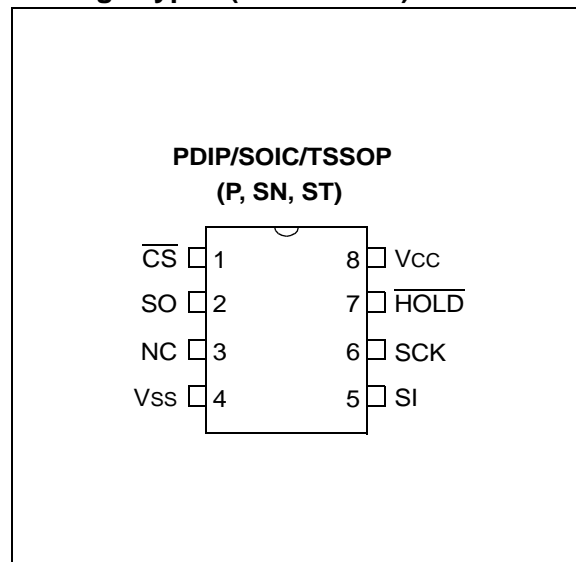 PDIP/SOIC/TSSOP
(P, SN, ST)
CS 1 8 VCC
SO 2 7 HOLD
NC 3 6 SCK
VSS 4 5 SI